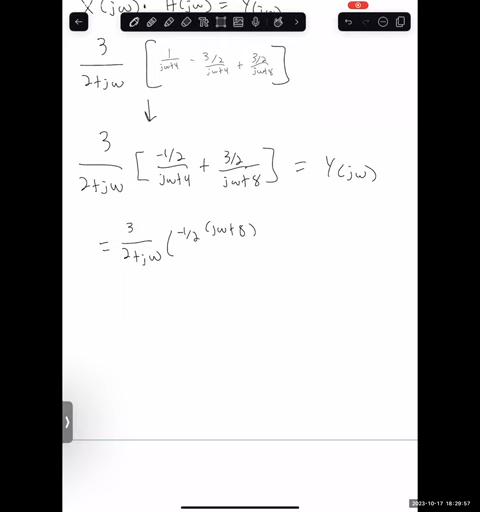 X(jω) · H(jω) = Y(jω)
3/(2+jω) [1/(jω+4) - (3/2)/(jω+4) + (3/2)/(jω+8)]
↓
3/(2+jω) [(-1/2)/(jω+4) + (3/2)/(jω+8)] = Y(jω)
= 3/(2+jω) (-1/2 (jω+8)
2023-10-17 18:29:57